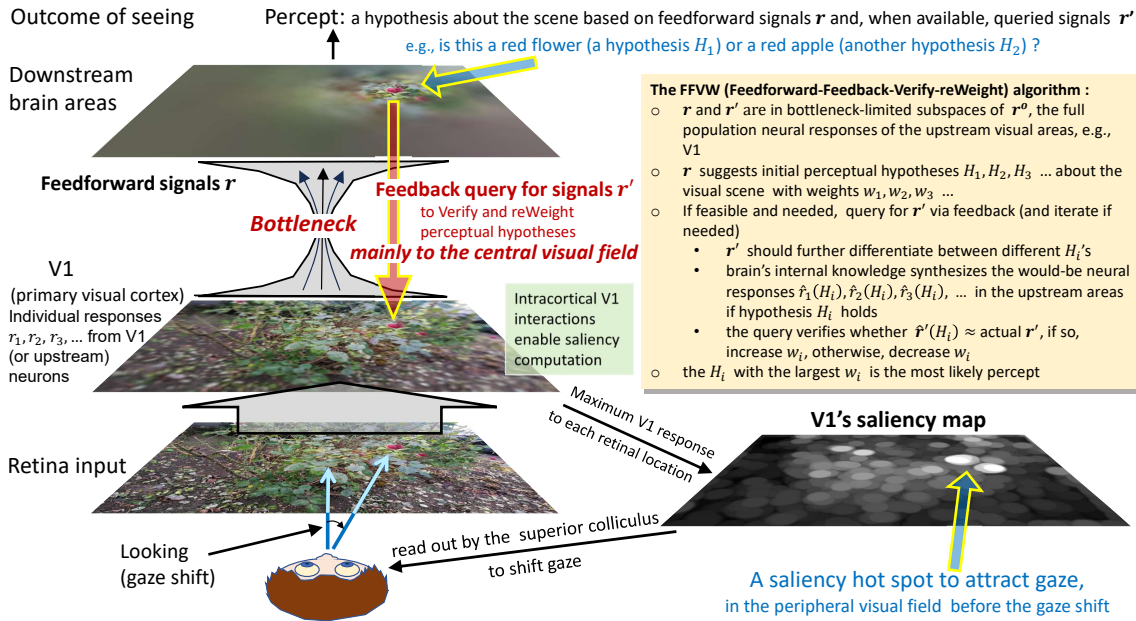 Outcome of seeing
Percept: a hypothesis about the scene based on feedforward signals r and, when available, queried signals r'
e.g., is this a red flower (a hypothesis H₁) or a red apple (another hypothesis H₂) ?
Downstream
brain areas
Feedforward signals r
Bottleneck
Feedback query for signals r'
to Verify and reWeight
perceptual hypotheses
mainly to the central visual field
The FFVW (Feedforward-Feedback-Verify-reWeight) algorithm :
o r and r' are in bottleneck-limited subspaces of rᵒ, the full
population neural responses of the upstream visual areas, e.g.,
V1
o r suggests initial perceptual hypotheses H₁, H₂, H₃ ... about the
visual scene with weights w₁, w₂, w₃ ...
o If feasible and needed, query for r' via feedback (and iterate if
needed)
• r' should further differentiate between different Hᵢ's
• brain's internal knowledge synthesizes the would-be neural
responses r̂₁(Hᵢ), r̂₂(Hᵢ), r̂₃(Hᵢ), ... in the upstream areas
if hypothesis Hᵢ holds
• the query verifies whether r̂'(Hᵢ) ≈ actual r', if so,
increase wᵢ, otherwise, decrease wᵢ
o the Hᵢ with the largest wᵢ is the most likely percept
V1
(primary visual cortex)
Individual responses
r₁, r₂, r₃, ... from V1
(or upstream)
neurons
Intracortical V1
interactions
enable saliency
computation
Maximum V1 response
to each retinal location
V1's saliency map
Retina input
Looking
(gaze shift)
read out by the superior colliculus
to shift gaze
A saliency hot spot to attract gaze,
in the peripheral visual field before the gaze shift